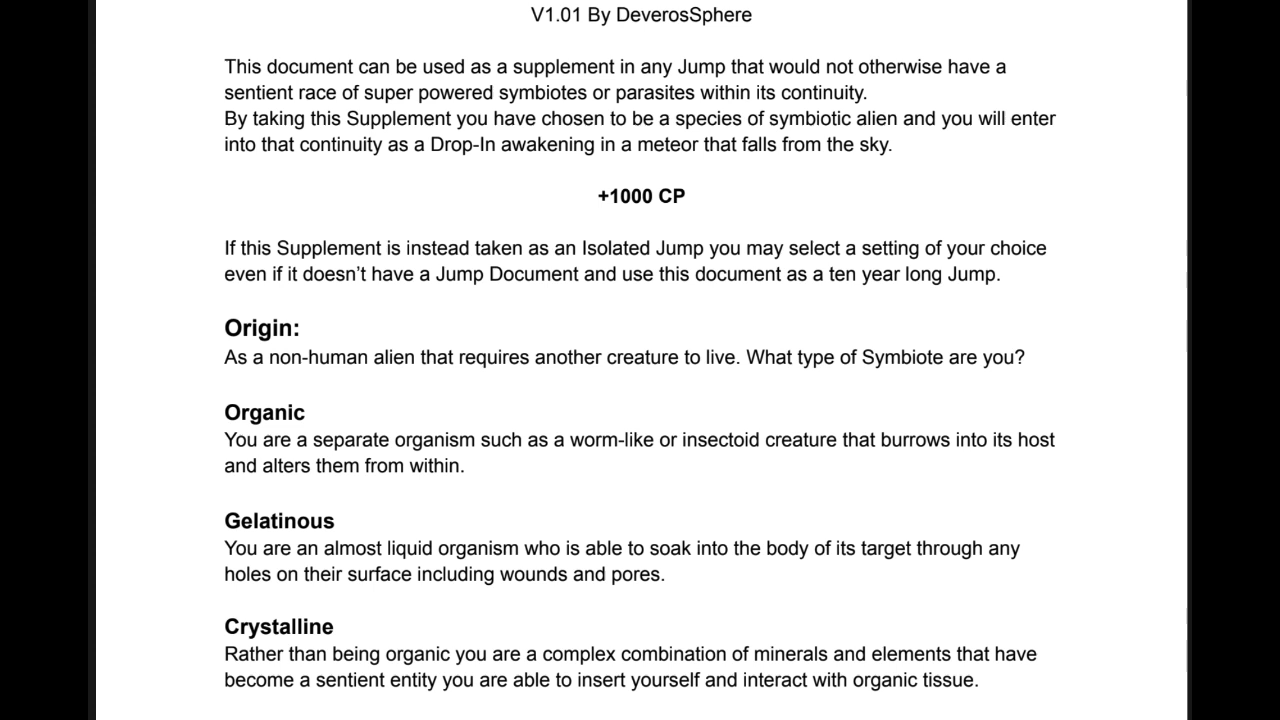 V1.01 By DeverosSphere
This document can be used as a supplement in any Jump that would not otherwise have a
sentient race of super powered symbiotes or parasites within its continuity.
By taking this Supplement you have chosen to be a species of symbiotic alien and you will enter
into that continuity as a Drop-In awakening in a meteor that falls from the sky.
+1000 CP
If this Supplement is instead taken as an Isolated Jump you may select a setting of your choice
even if it doesn’t have a Jump Document and use this document as a ten year long Jump.
Origin:
As a non-human alien that requires another creature to live. What type of Symbiote are you?
Organic
You are a separate organism such as a worm-like or insectoid creature that burrows into its host
and alters them from within.
Gelatinous
You are an almost liquid organism who is able to soak into the body of its target through any
holes on their surface including wounds and pores.
Crystalline
Rather than being organic you are a complex combination of minerals and elements that have
become a sentient entity you are able to insert yourself and interact with organic tissue.